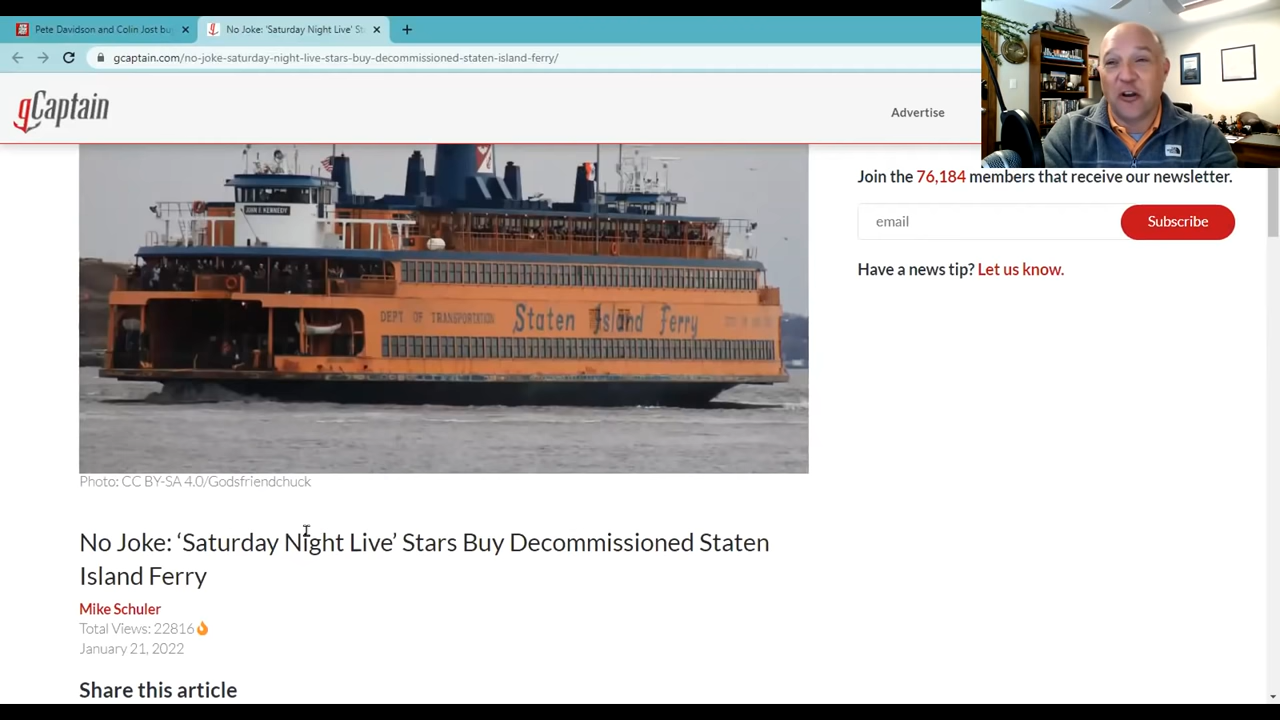 Pete Davidson and Colin Jost bu
No Joke: 'Saturday Night Live' St
gcaptain.com/no-joke-saturday-night-live-stars-buy-decommissioned-staten-island-ferry/
gCaptain
Advertise
JOHN F. KENNEDY
DEPT OF TRANSPORTATION
Staten Island Ferry
Join the 76,184 members that receive our newsletter.
email
Subscribe
Have a news tip? Let us know.
Photo: CC BY-SA 4.0/Godsfriendchuck
No Joke: ‘Saturday Night Live’ Stars Buy Decommissioned Staten
Island Ferry
Mike Schuler
Total Views: 22816
January 21, 2022
Share this article